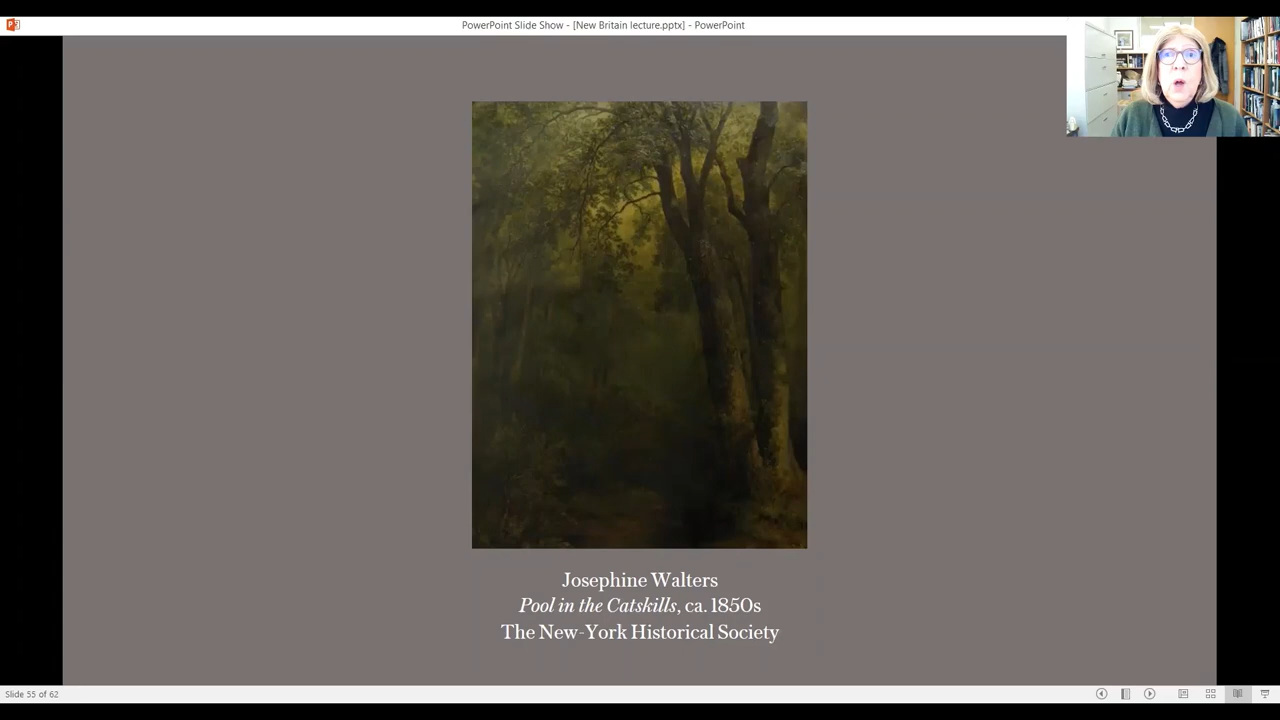 PowerPoint Slide Show - [New Britain lecture.pptx] - PowerPoint
Josephine Walters
Pool in the Catskills, ca. 1850s
The New-York Historical Society
Slide 55 of 62